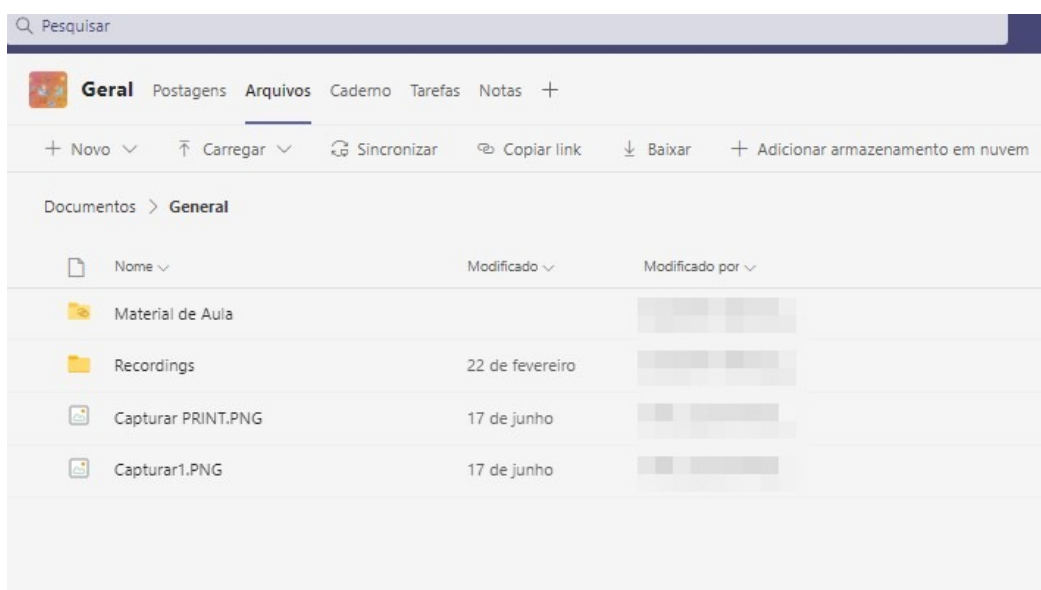 Pesquisar
Geral Postagens Arquivos Caderno Tarefas Notas +
+ Novo Carregar Sincronizar Copiar link Baixar + Adicionar armazenamento em nuvem
Documentos > General
Nome Modificado Modificado por
Material de Aula
Recordings 22 de fevereiro
Capturar PRINT.PNG 17 de junho
Capturar1.PNG 17 de junho